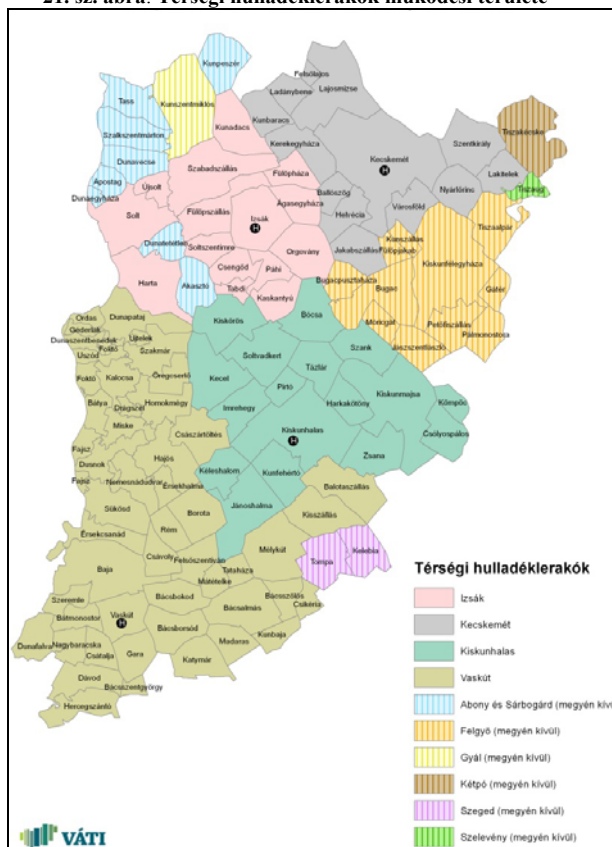 21. sz. ábra. Térségi hulladéklerakók működési területe
Kunpeszér
Tass
Kunszentmiklós
Szalkszentmárton
Kunadacs
Dunavecse
Apostag
Dunaegyháza
Újsolt
Szabadszállás
Solt
Fülöpszállás
Fülöpháza
Ágasegyháza
Izsák
H
Dunatetétlen
Soltszentimre
Orgovány
Csengőd
Páhi
Tabdi
Kaskantyú
Harta
Akasztó
Felsőlajos
Ladánybene
Lajosmizse
Kunbaracs
Kerekegyháza
Kecskemét
H
Szentkirály
Tiszakécske
Lakitelek
Tiszaug
Nyárlőrinc
Ballószög
Helvécia
Városföld
Jakabszállás
Kunszállás
Fülöpjakab
Tiszaalpár
Kiskunfélegyháza
Bugacpusztaháza
Bugac
Gátér
Móricgát
Petőfiszállás
Pálmonostora
Jászszentlászló
Bócsa
Kiskőrös
Szank
Soltvadkert
Tázlár
Kecel
Pirtó
Kiskunmajsa
Imrehegy
Harkakötöny
Kömpöc
Csólyospálos
Kiskunhalas
H
Zsana
Kéleshalom
Kunfehértó
Jánoshalma
Balotaszállás
Kisszállás
Ordas
Dunapataj
Géderlak
Dunaszentbenedek
Újtelek
Foktő
Szakmár
Uszód
Öregcsertő
Foktő
Kalocsa
Homokmégy
Bátya
Drágszél
Miske
Császártöltés
Fajsz
Hajós
Dusnok
Fajsz
Nemesnádudvar
Érsekhalma
Sükösd
Borota
Rém
Érsekcsanád
Csávoly
Felsőszentiván
Mélykút
Tompa
Kelebia
Tataháza
Baja
Mátételke
Bácsbokod
Bácsszőlős
Csikéria
Szeremle
Bátmonostor
Vaskút
H
Bácsalmás
Bácsborsód
Dunafalva
Nagybaracska
Madaras
Kunbaja
Csátalja
Gara
Katymár
Dávod
Bácsszentgyörgy
Hercegszántó
Térségi hulladéklerakók
Izsák
Kecskemét
Kiskunhalas
Vaskút
Abony és Sárbogárd (megyén kívül
Felgyő (megyén kívül)
Gyál (megyén kívül)
Kétpó (megyén kívül)
Szeged (megyén kívül)
Szelevény (megyén kívül)
VÁTI